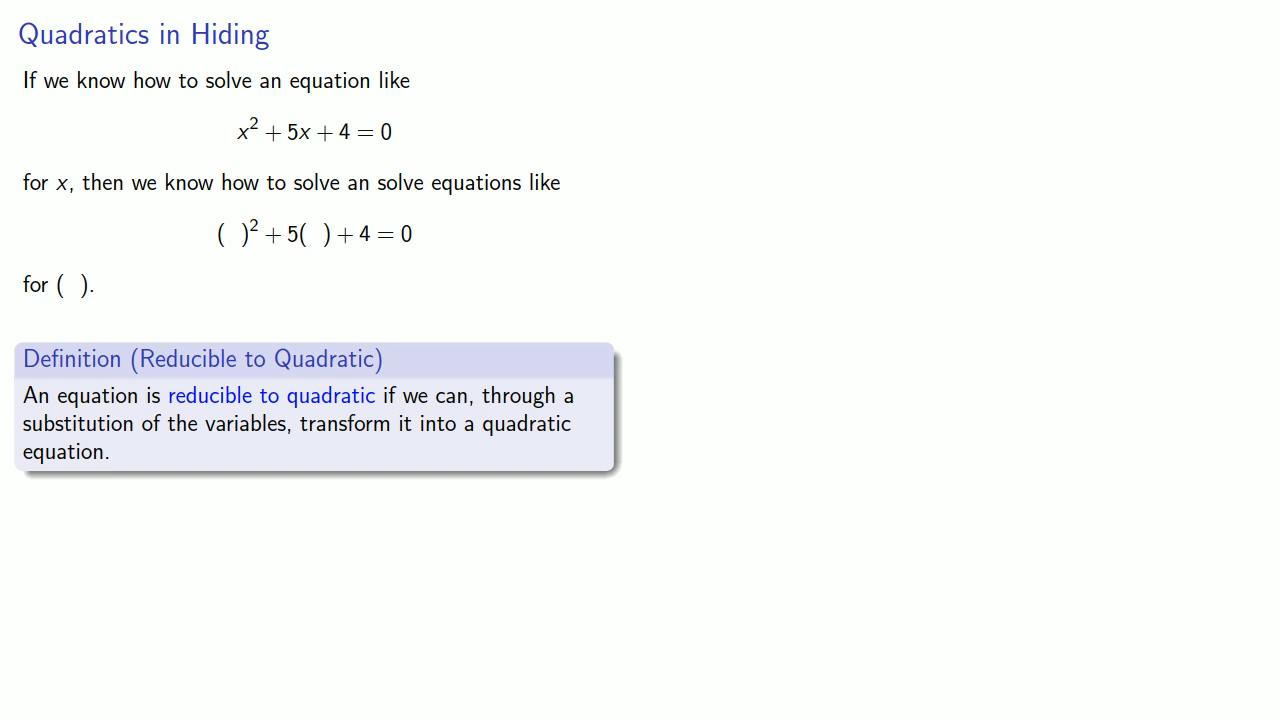 Quadratics in Hiding
If we know how to solve an equation like
x² + 5x + 4 = 0
for x, then we know how to solve an solve equations like
( )² + 5( ) + 4 = 0
for ( ).
Definition (Reducible to Quadratic)
An equation is reducible to quadratic if we can, through a
substitution of the variables, transform it into a quadratic
equation.